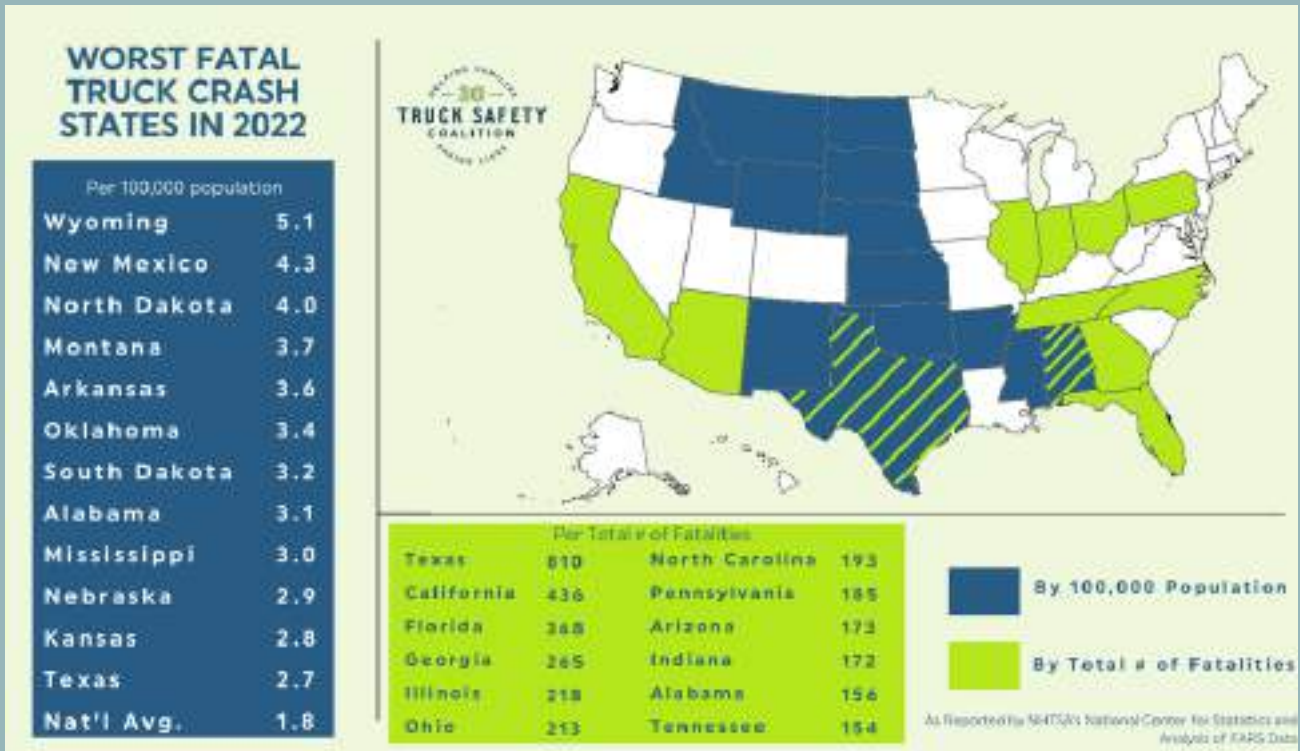 WORST FATAL
TRUCK CRASH
STATES IN 2022
Per 100,000 population
Wyoming 5.1
New Mexico 4.3
North Dakota 4.0
Montana 3.7
Arkansas 3.6
Oklahoma 3.4
South Dakota 3.2
Alabama 3.1
Mississippi 3.0
Nebraska 2.9
Kansas 2.8
Texas 2.7
Nat'l Avg. 1.8
30
TRUCK SAFETY
COALITION
Per Total # of Fatalities
Texas 810 North Carolina 193
California 436 Pennsylvania 185
Florida 368 Arizona 173
Georgia 265 Indiana 172
Illinois 218 Alabama 156
Ohio 213 Tennessee 154
By 100,000 Population
By Total # of Fatalities
As Reported by NHTSA's National Center for Statistics and
Analysis of FARS Data